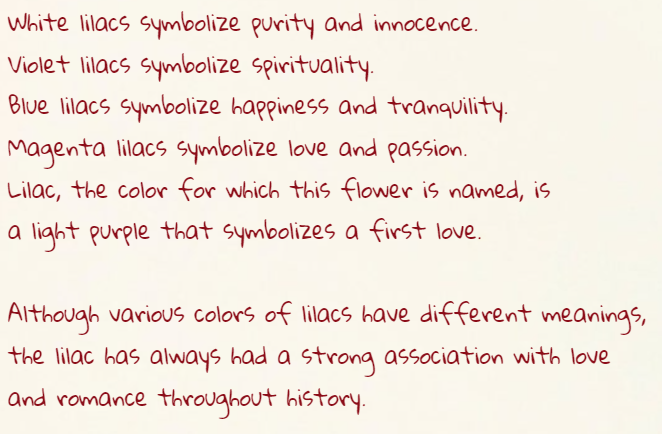 White lilacs symbolize purity and innocence.
Violet lilacs symbolize spirituality.
Blue lilacs symbolize happiness and tranquility.
Magenta lilacs symbolize love and passion.
Lilac, the color for which this flower is named, is
a light purple that symbolizes a first love.
Although various colors of lilacs have different meanings,
the lilac has always had a strong association with love
and romance throughout history.